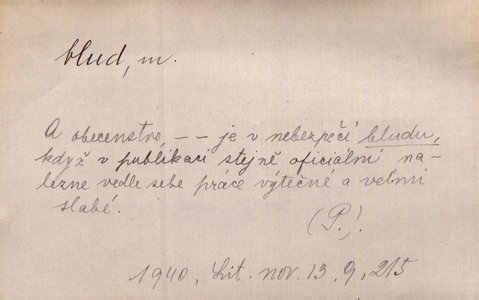 blud, m.
A obecenstvo, – – je v nebezpečí bludu,
když v publikaci stejně oficiální na-
lezne vedle sebe práce výtečné a velmi
slabé.
(P.).
1940, Lit. nov. 13, 9, 215